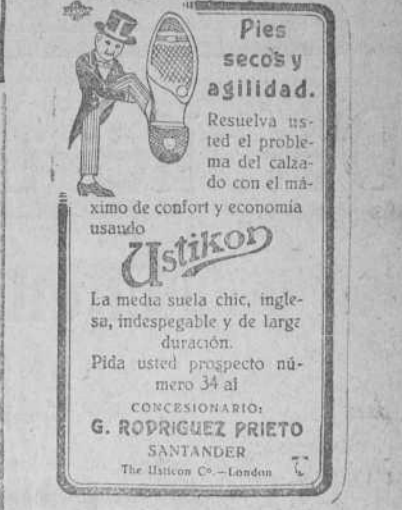 Pies
secos y
agilidad.
Resuelva us-
ted el proble-
ma del calza-
do con el má-
ximo de confort y economía
usando
Ustikon
La media suela chic, ingle-
sa, indespegable y de larga
duración.
Pida usted prospecto nú-
mero 34 al
CONCESIONARIO:
G. RODRIGUEZ PRIETO
SANTANDER
The Usticon Cº.—London